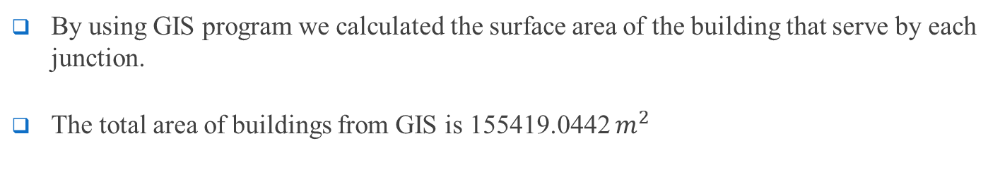 ❑ By using GIS program we calculated the surface area of the building that serve by each
junction.
❑ The total area of buildings from GIS is 155419.0442 m²